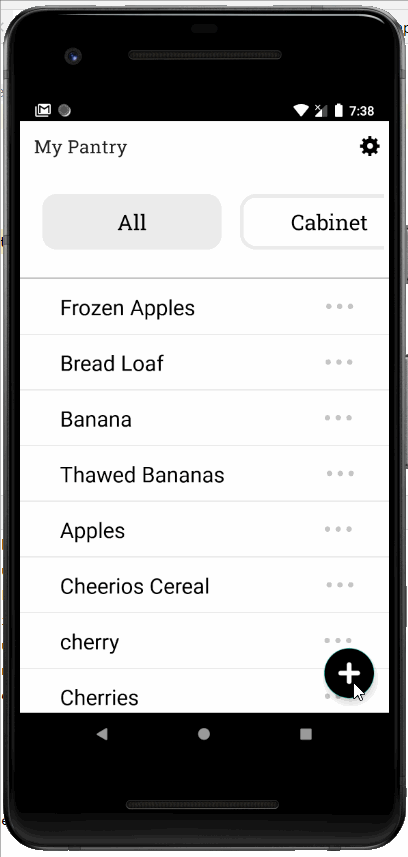 7:38
My Pantry
All
Cabinet
Frozen Apples
Bread Loaf
Banana
Thawed Bananas
Apples
Cheerios Cereal
cherry
Cherries